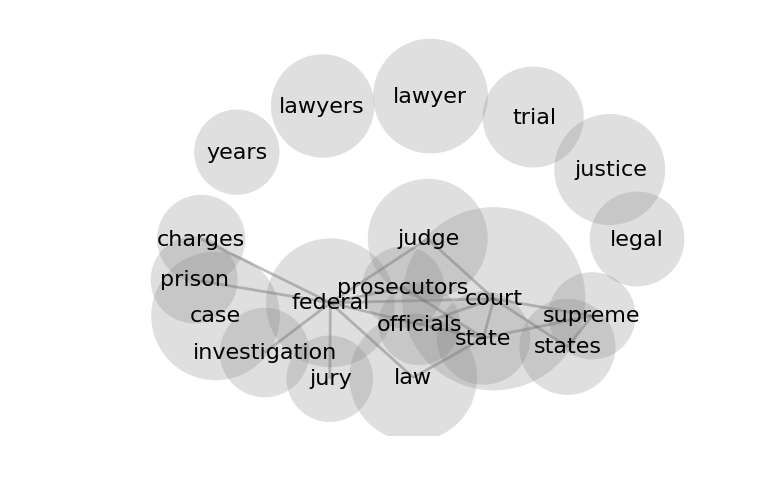 lawyer
lawyers
trial
years
justice
judge
charges
legal
prison
prosecutors
federal
court
case
supreme
officials
state
states
investigation
jury
law